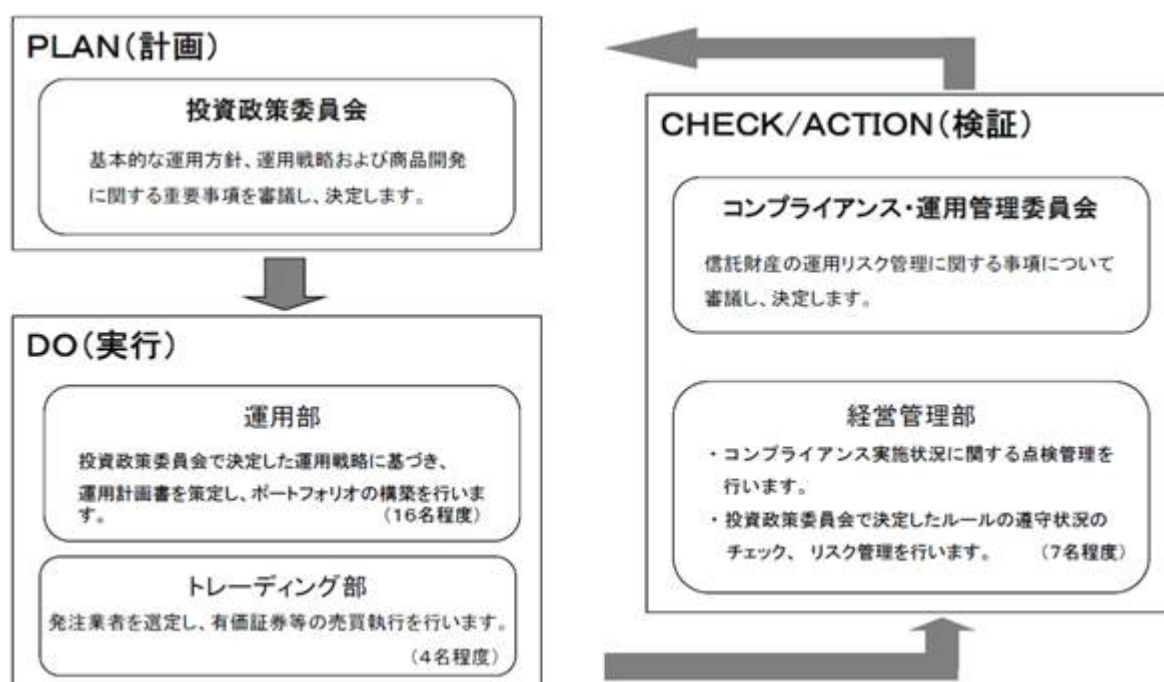 PLAN(計画)
投資政策委員会
基本的な運用方針、運用戦略および商品開発
に関する重要事項を審議し、決定します。
DO(実行)
運用部
投資政策委員会で決定した運用戦略に基づき、
運用計画書を策定し、ポートフォリオの構築を行いま
す。 (16名程度)
トレーディング部
発注業者を選定し、有価証券等の売買執行を行います。
(4名程度)
CHECK/ACTION(検証)
コンプライアンス・運用管理委員会
信託財産の運用リスク管理に関する事項について
審議し、決定します。
経営管理部
・コンプライアンス実施状況に関する点検管理を
行います。
・投資政策委員会で決定したルールの遵守状況の
チェック、 リスク管理を行います。 (7名程度)